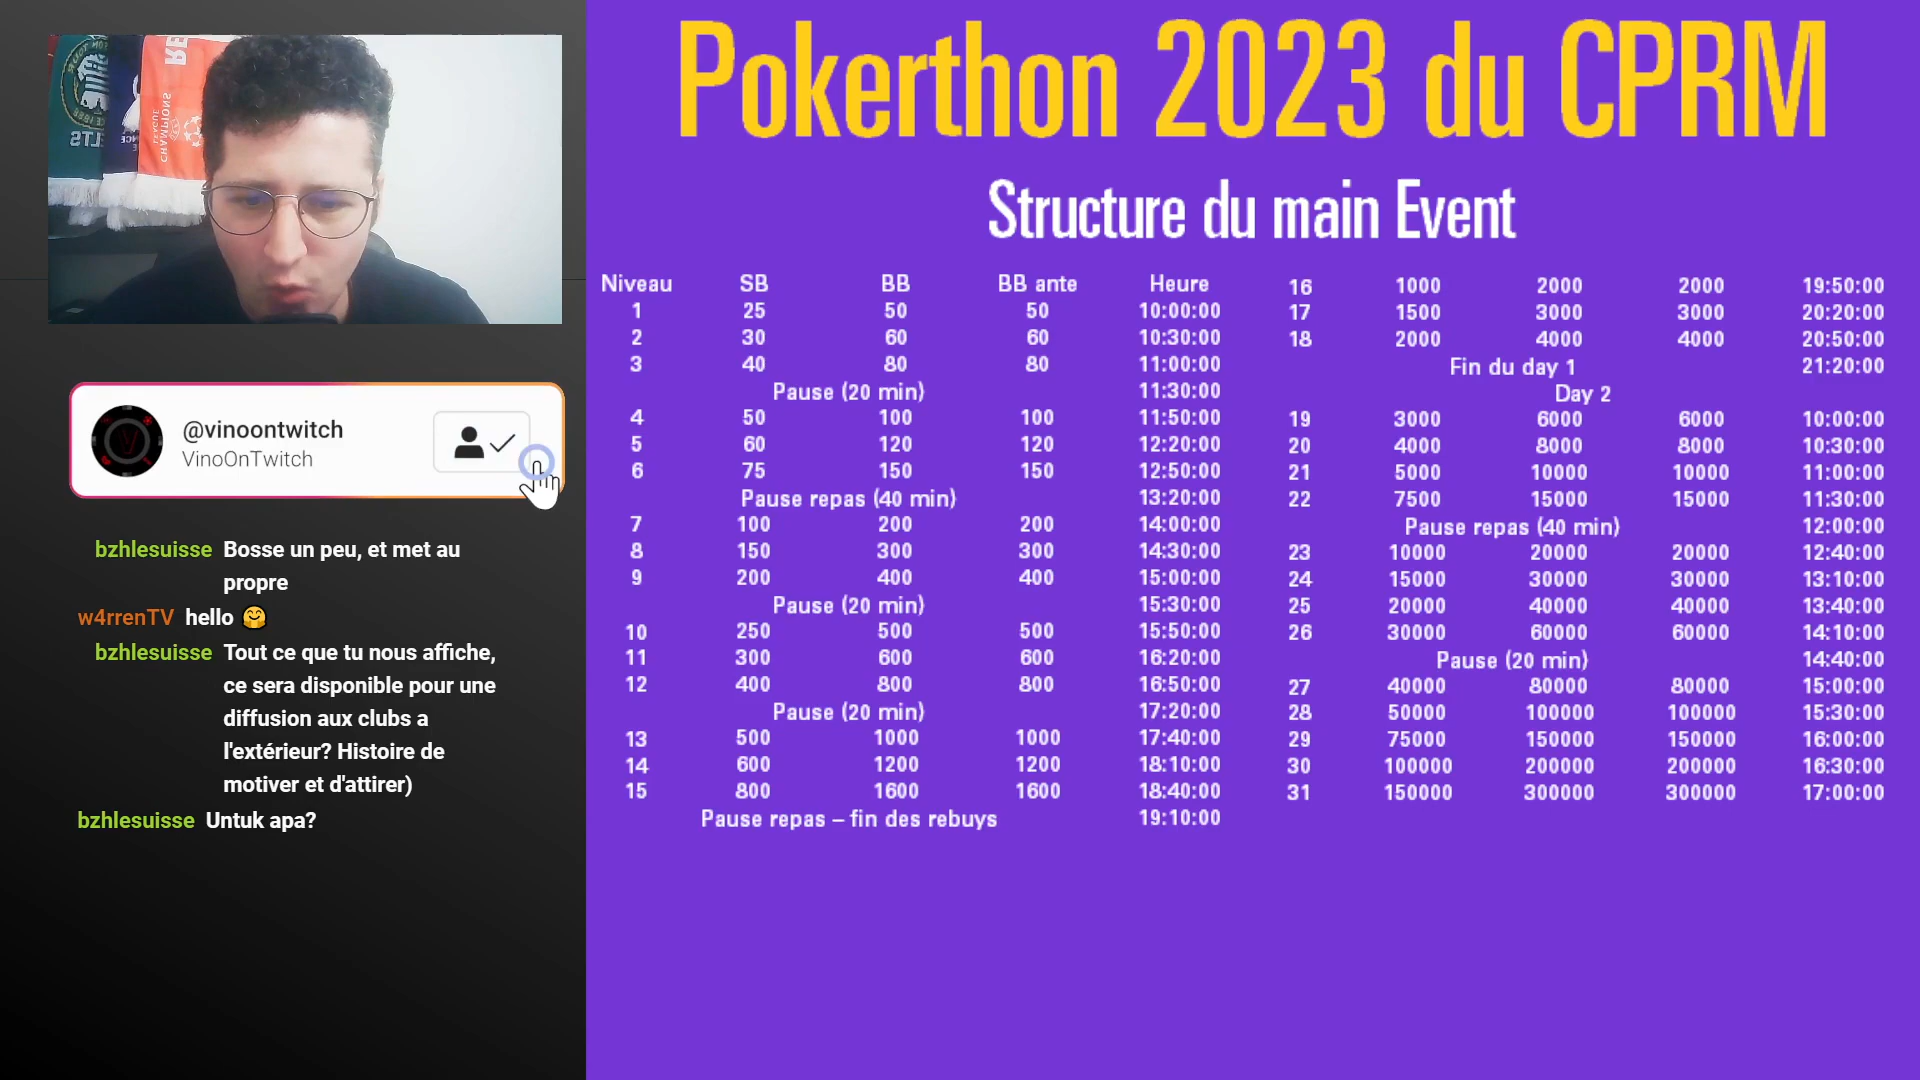 Pokerthon 2023 du CPRM
Structure du main Event
@vinoontwitch
VinoOnTwitch
bzhlesuisse Bosse un peu, et met au
propre
w4rrenTV hello 🤗
bzhlesuisse Tout ce que tu nous affiche,
ce sera disponible pour une
diffusion aux clubs a
l'extérieur? Histoire de
motiver et d'attirer)
bzhlesuisse Untuk apa?
Niveau SB BB BB ante Heure
1 25 50 50 10:00:00
2 30 60 60 10:30:00
3 40 80 80 11:00:00
Pause (20 min) 11:30:00
4 50 100 100 11:50:00
5 60 120 120 12:20:00
6 75 150 150 12:50:00
Pause repas (40 min) 13:20:00
7 100 200 200 14:00:00
8 150 300 300 14:30:00
9 200 400 400 15:00:00
Pause (20 min) 15:30:00
10 250 500 500 15:50:00
11 300 600 600 16:20:00
12 400 800 800 16:50:00
Pause (20 min) 17:20:00
13 500 1000 1000 17:40:00
14 600 1200 1200 18:10:00
15 800 1600 1600 18:40:00
Pause repas – fin des rebuys 19:10:00
16 1000 2000 2000 19:50:00
17 1500 3000 3000 20:20:00
18 2000 4000 4000 20:50:00
Fin du day 1 21:20:00
Day 2
19 3000 6000 6000 10:00:00
20 4000 8000 8000 10:30:00
21 5000 10000 10000 11:00:00
22 7500 15000 15000 11:30:00
Pause repas (40 min) 12:00:00
23 10000 20000 20000 12:40:00
24 15000 30000 30000 13:10:00
25 20000 40000 40000 13:40:00
26 30000 60000 60000 14:10:00
Pause (20 min) 14:40:00
27 40000 80000 80000 15:00:00
28 50000 100000 100000 15:30:00
29 75000 150000 150000 16:00:00
30 100000 200000 200000 16:30:00
31 150000 300000 300000 17:00:00
CHAMPIONS
LEAGUE